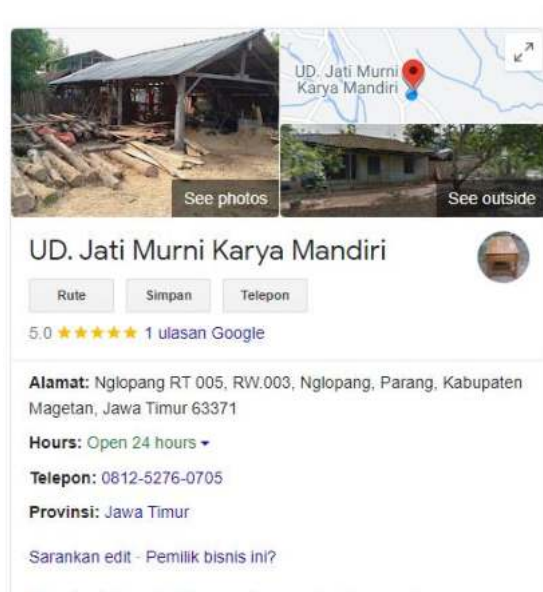 UD. Jati Murni
Karya Mandiri
See photos
See outside
UD. Jati Murni Karya Mandiri
Rute
Simpan
Telepon
5.0 ★★★★★ 1 ulasan Google
Alamat: Nglopang RT 005, RW.003, Nglopang, Parang, Kabupaten
Magetan, Jawa Timur 63371
Hours: Open 24 hours
Telepon: 0812-5276-0705
Provinsi: Jawa Timur
Sarankan edit · Pemilik bisnis ini?